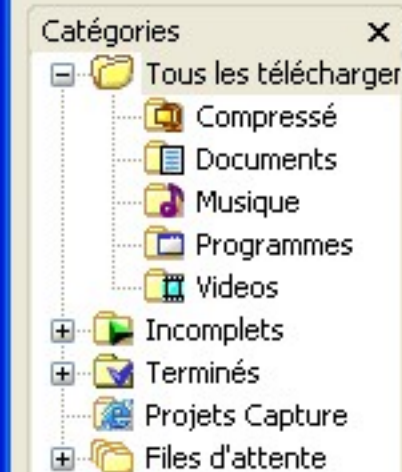 Catégories
Tous les télécharger
Compressé
Documents
Musique
Programmes
Videos
Incomplets
Terminés
Projets Capture
Files d'attente